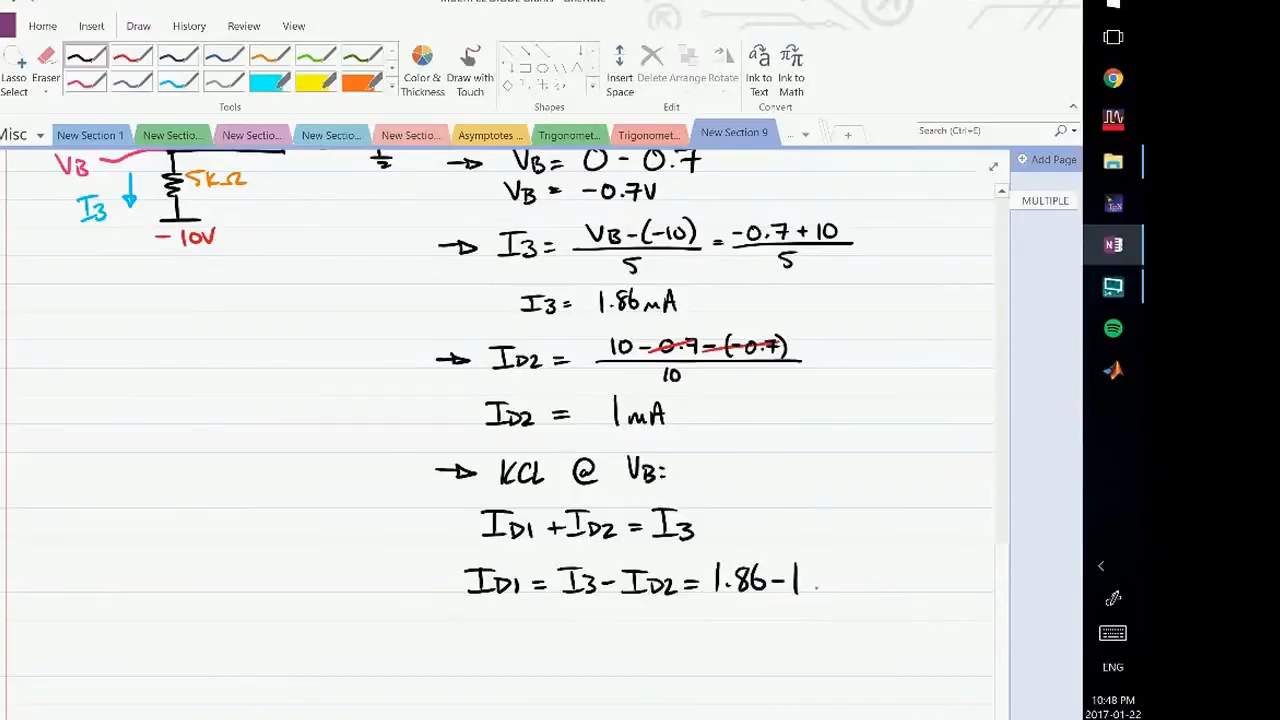 Home Insert Draw History Review View
Lasso Select
Eraser
Color & Thickness
Draw with Touch
Insert Space
Delete
Arrange
Rotate
Ink to Text
Ink to Math
Tools
Shapes
Edit
Convert
Misc
New Section 1
New Sectio...
New Sectio...
New Sectio...
New Sectio...
Asymptotes ...
Trigonomet...
Trigonomet...
New Section 9
...
Search (Ctrl+E)
Add Page
MULTIPLE
VB
5KΩ
I3
- 10V
→ VB = 0 - 0.7
VB = -0.7V
→ I3 = VB-(-10) / 5 = -0.7 + 10 / 5
I3 = 1.86mA
→ ID2 = 10 - 0.7 - (-0.7) / 10
ID2 = 1mA
→ KCL @ VB:
ID1 + ID2 = I3
ID1 = I3 - ID2 = 1.86 - 1
ENG
10:48 PM
2017-01-22